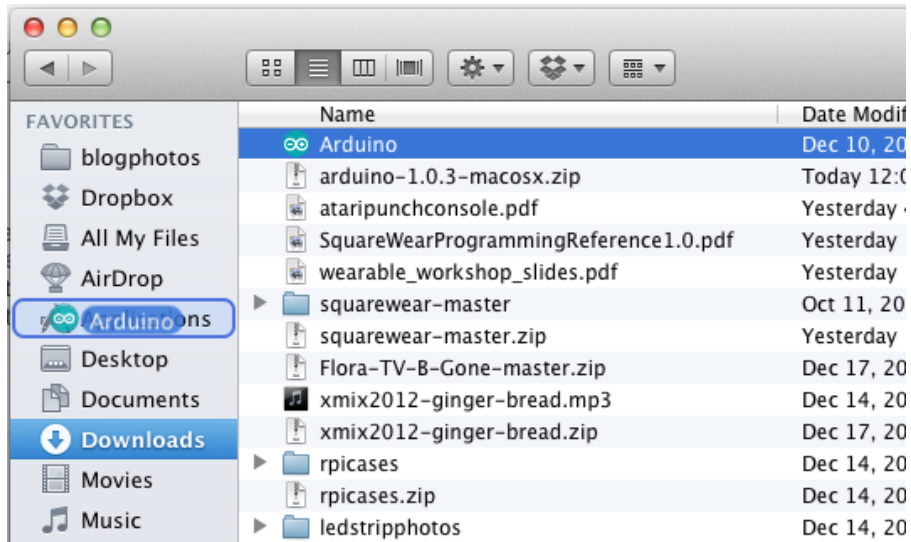 Name
Date Modif
FAVORITES
blogphotos
Dropbox
All My Files
AirDrop
Arduino ons
Desktop
Documents
Downloads
Movies
Music
Arduino
Dec 10, 20
arduino-1.0.3-macosx.zip
Today 12:0
ataripunchconsole.pdf
Yesterday
SquareWearProgrammingReference1.0.pdf
Yesterday
wearable_workshop_slides.pdf
Yesterday
squarewear-master
Oct 11, 20
squarewear-master.zip
Yesterday
Flora-TV-B-Gone-master.zip
Dec 17, 20
xmix2012-ginger-bread.mp3
Dec 14, 20
xmix2012-ginger-bread.zip
Dec 17, 20
rpicases
Dec 14, 20
rpicases.zip
Dec 14, 20
ledstripphotos
Dec 14, 20